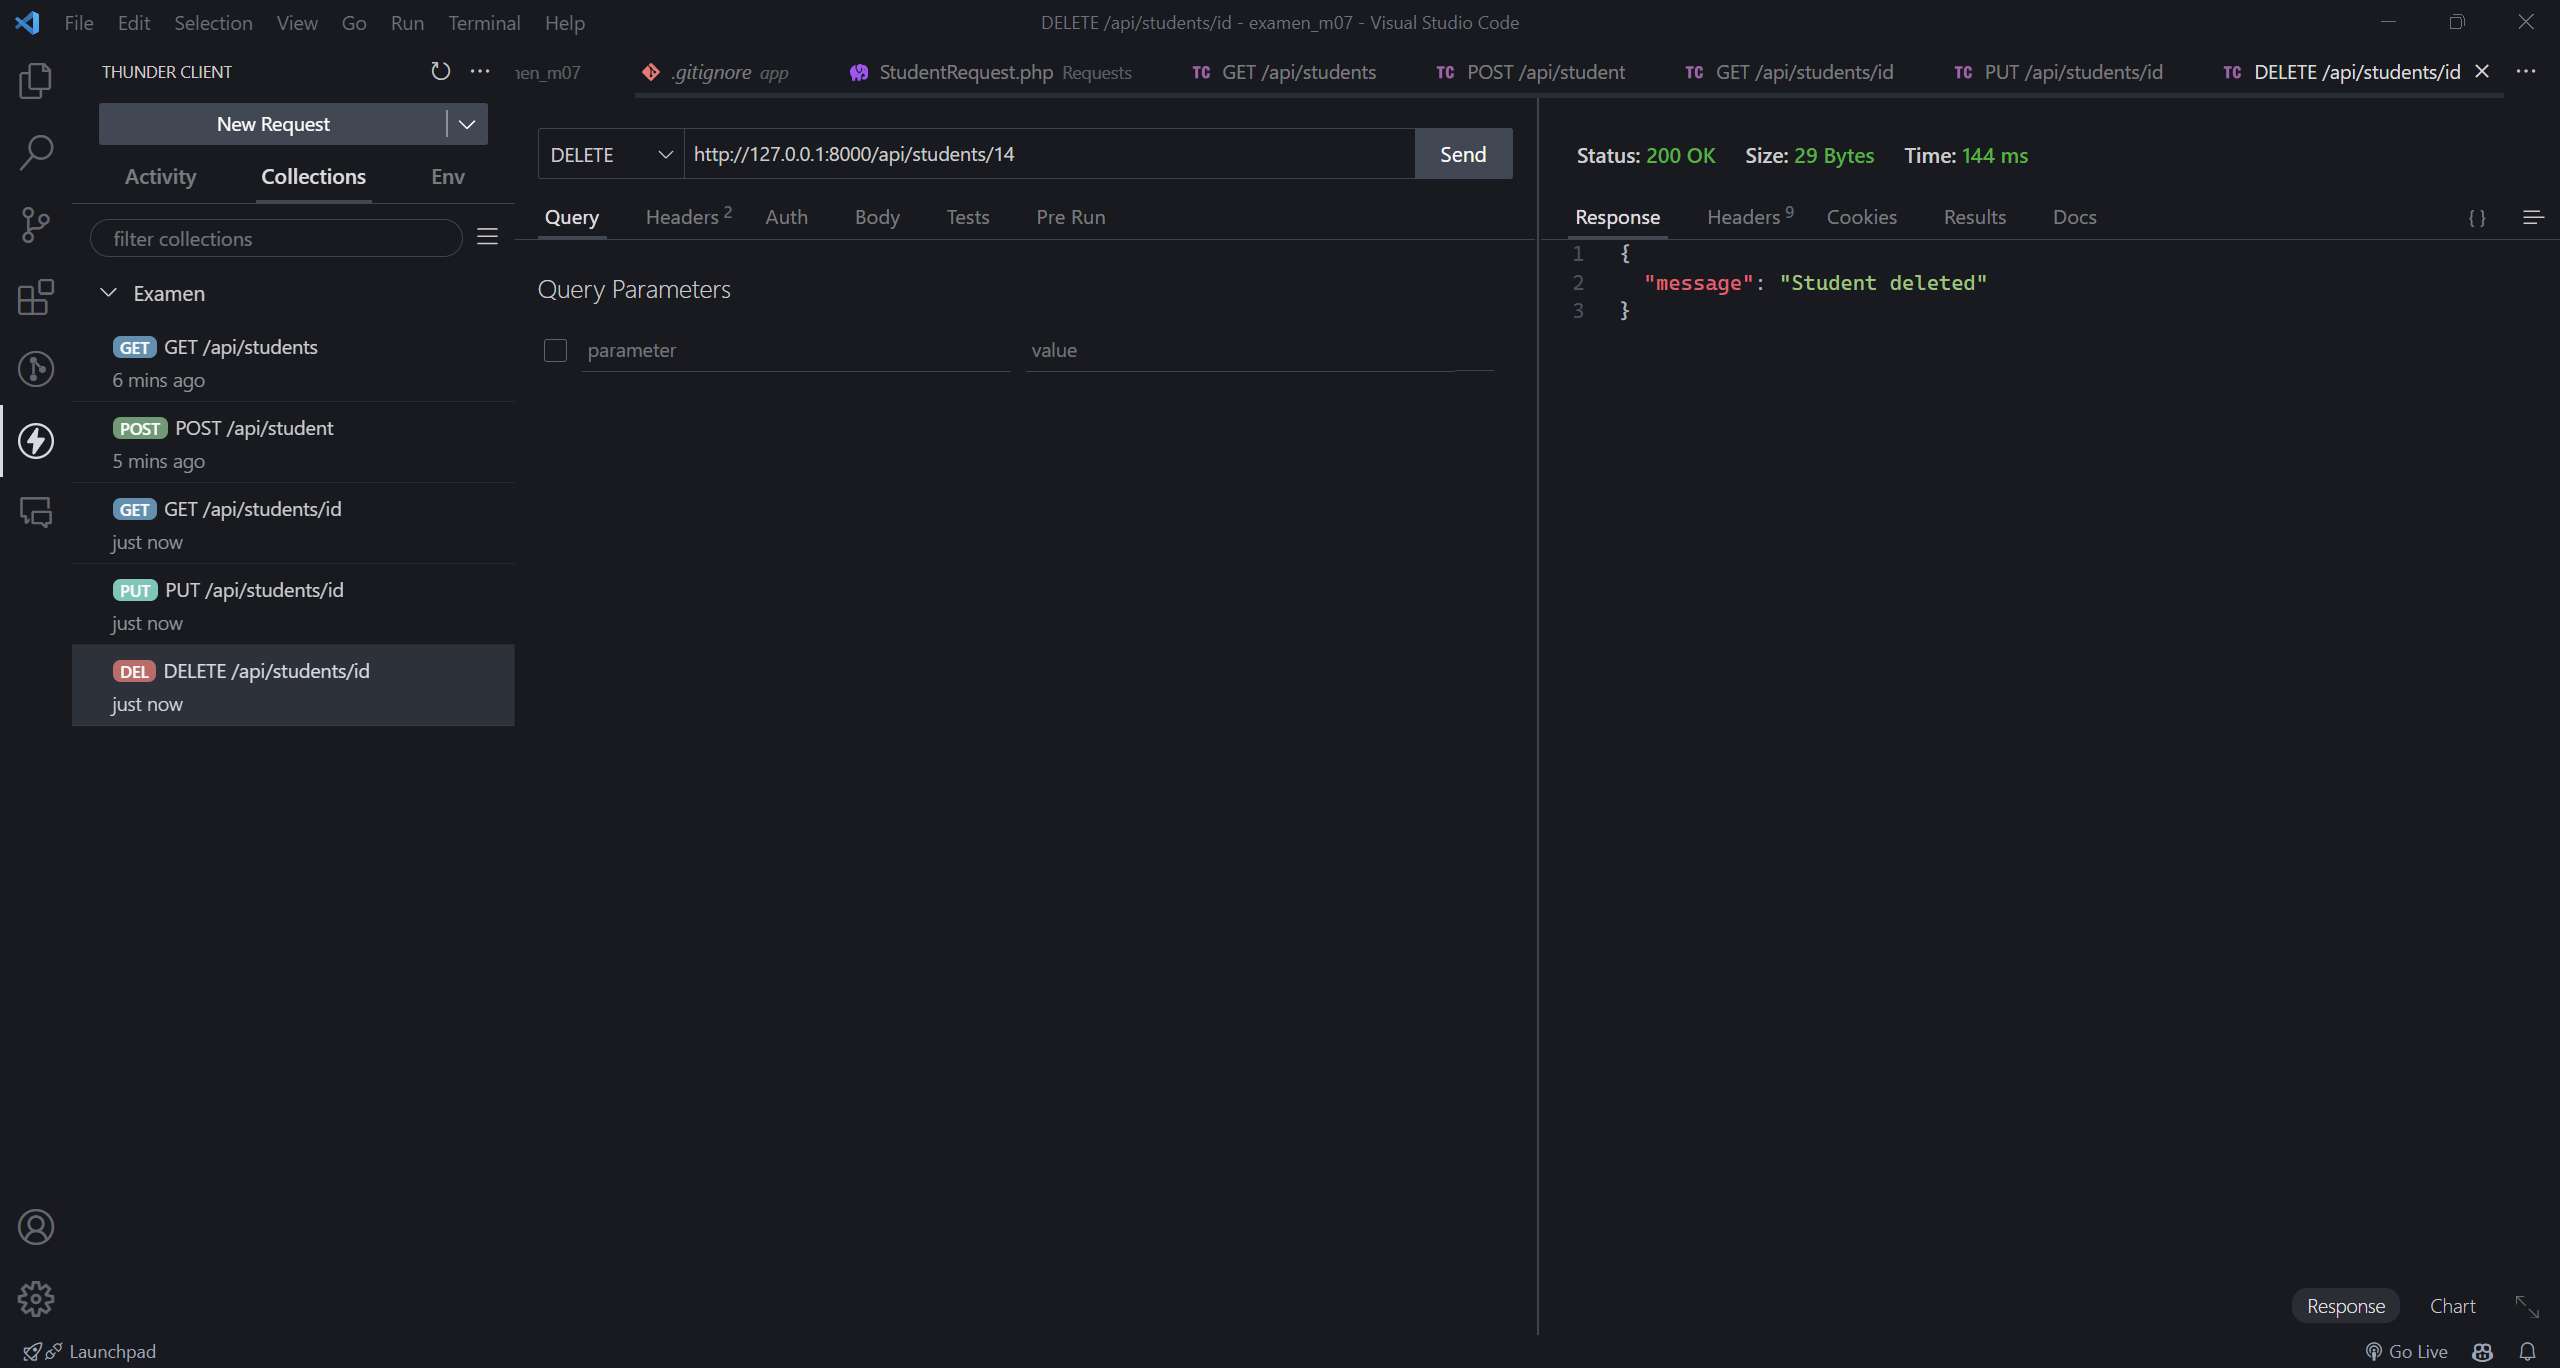 File Edit Selection View Go Run Terminal Help
DELETE /api/students/id - examen_m07 - Visual Studio Code
THUNDER CLIENT
.gitignore app
StudentRequest.php Requests
TC GET /api/students
TC POST /api/student
TC GET /api/students/id
TC PUT /api/students/id
TC DELETE /api/students/id
New Request
Activity Collections Env
filter collections
Examen
GET GET /api/students
6 mins ago
POST POST /api/student
5 mins ago
GET GET /api/students/id
just now
PUT PUT /api/students/id
just now
DEL DELETE /api/students/id
just now
DELETE http://127.0.0.1:8000/api/students/14 Send
Query Headers 2 Auth Body Tests Pre Run
Query Parameters
parameter value
Status: 200 OK Size: 29 Bytes Time: 144 ms
Response Headers 9 Cookies Results Docs { }
1 {
2 "message": "Student deleted"
3 }
Response Chart
Launchpad
Go Live